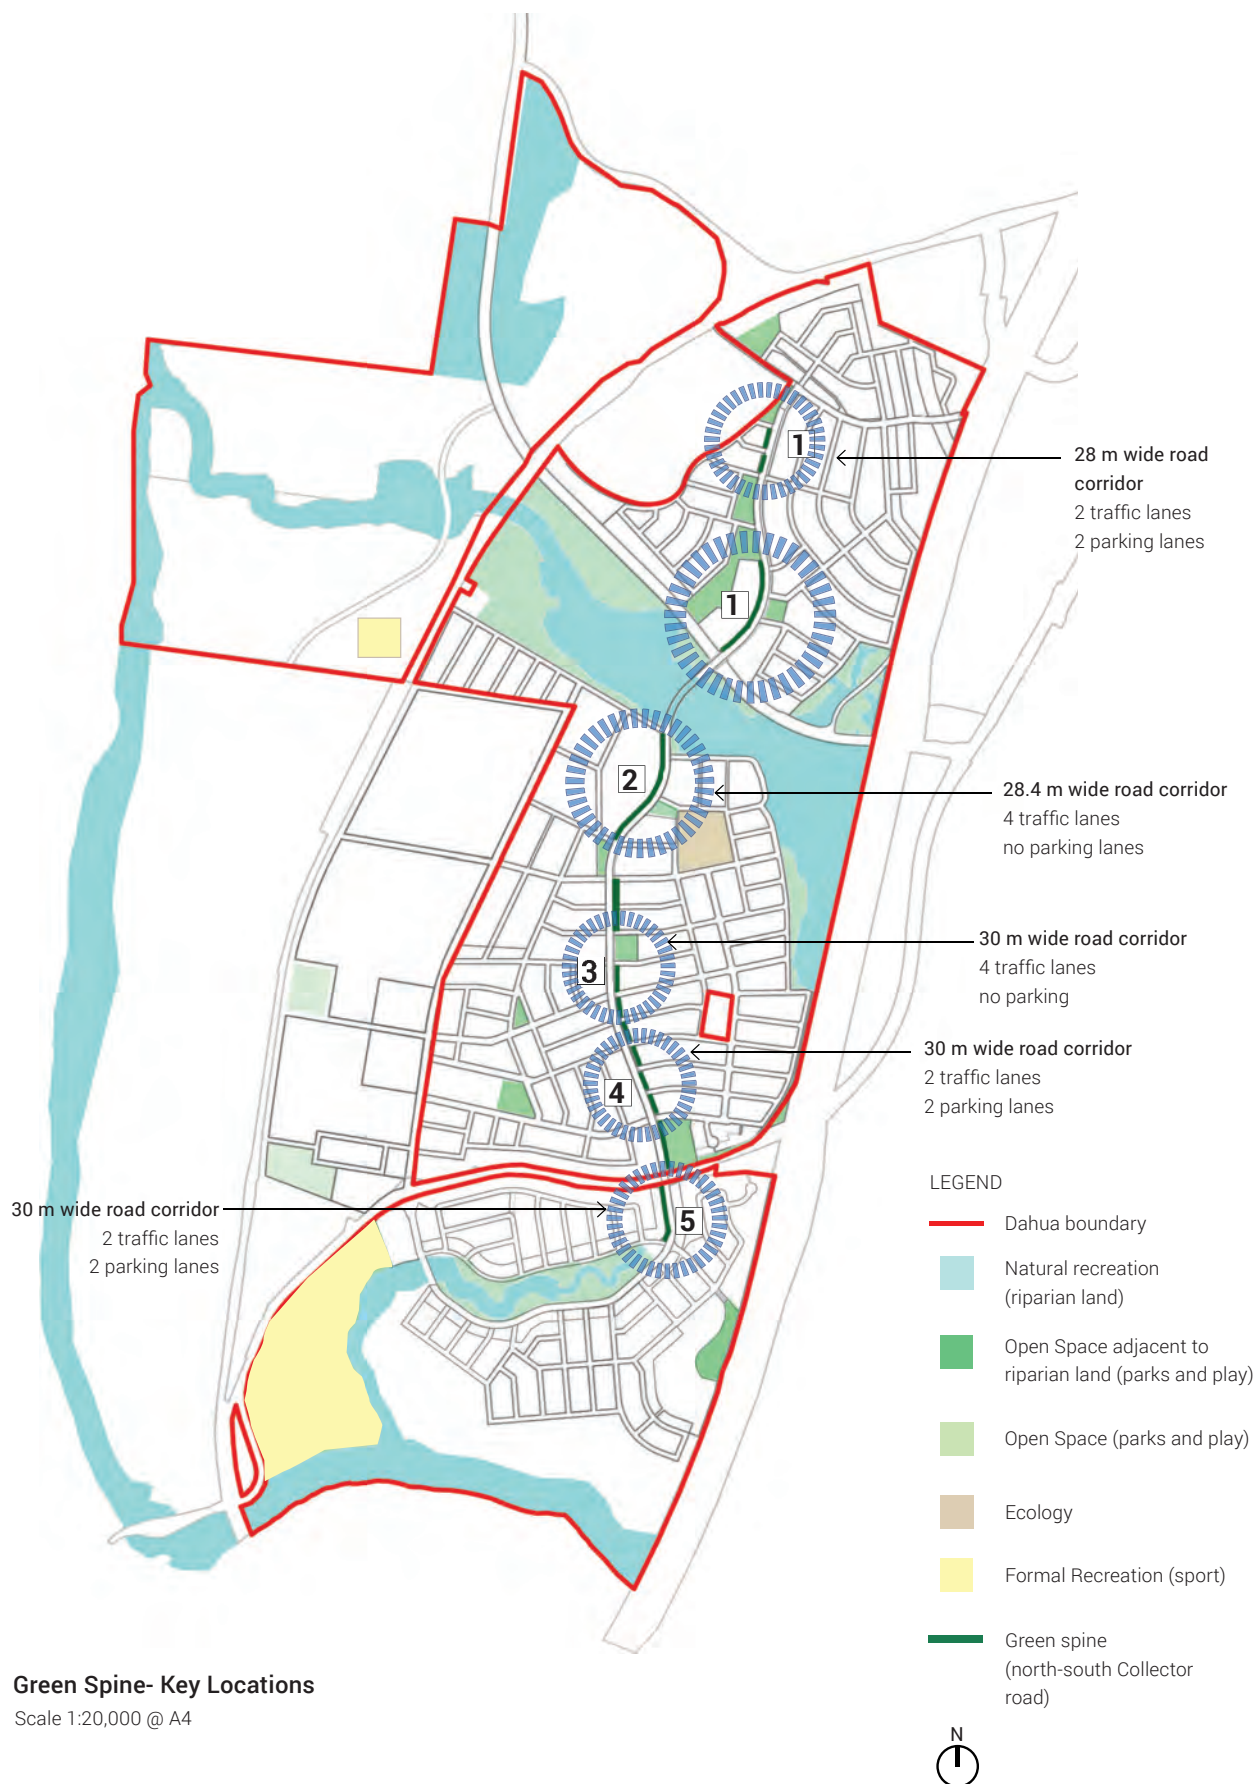 1
28 m wide road
corridor
2 traffic lanes
2 parking lanes
1
2
28.4 m wide road corridor
4 traffic lanes
no parking lanes
3
30 m wide road corridor
4 traffic lanes
no parking
4
30 m wide road corridor
2 traffic lanes
2 parking lanes
30 m wide road corridor
2 traffic lanes
2 parking lanes
5
LEGEND
Dahua boundary
Natural recreation
(riparian land)
Open Space adjacent to
riparian land (parks and play)
Open Space (parks and play)
Ecology
Formal Recreation (sport)
Green spine
(north-south Collector
road)
Green Spine- Key Locations
Scale 1:20,000 @ A4
N